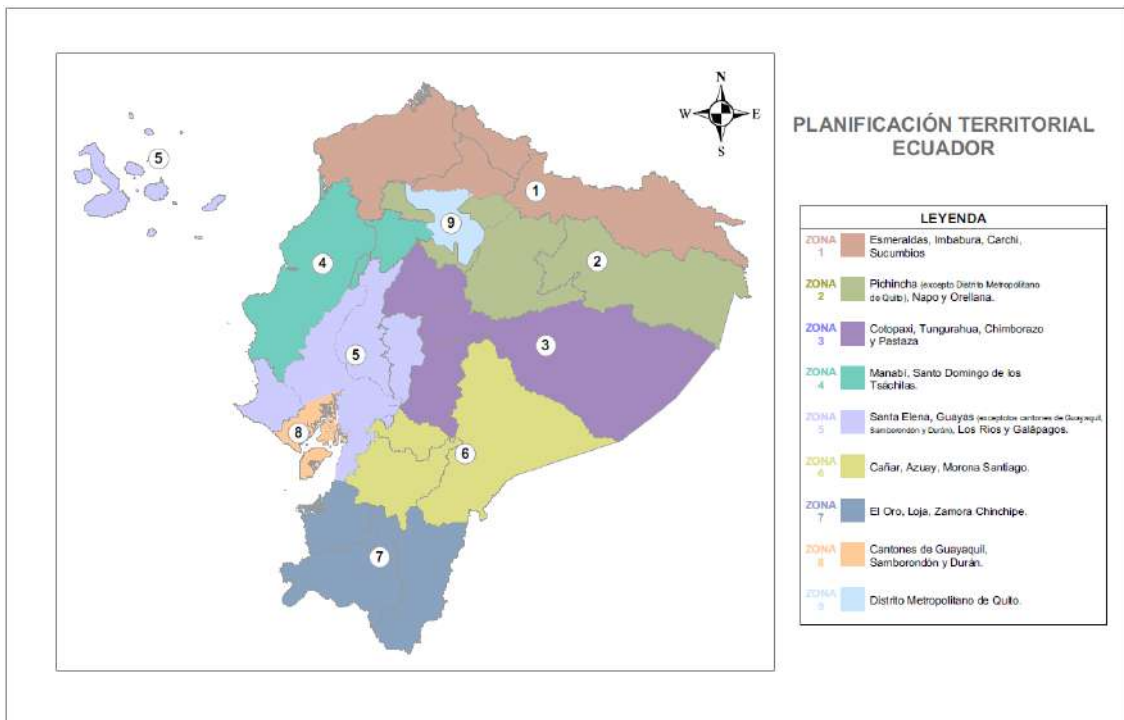 N
W E
S
5
1
9
2
4
5
3
8
6
7
PLANIFICACIÓN TERRITORIAL
ECUADOR
LEYENDA
ZONA
1
Esmeraldas, Imbabura, Carchi,
Sucumbios
ZONA
2
Pichincha (excepto Distrito Metropolitano
de Quito), Napo y Orellana.
ZONA
3
Cotopaxi, Tungurahua, Chimborazo
y Pastaza
ZONA
4
Manabí, Santo Domingo de los
Tsáchilas.
ZONA
5
Santa Elena, Guayas (exceptolos cantones de Guayaquil,
Samborondón y Durán), Los Ríos y Galápagos.
ZONA
6
Cañar, Azuay, Morona Santiago.
ZONA
7
El Oro, Loja, Zamora Chinchipe.
ZONA
8
Cantones de Guayaquil,
Samborondón y Durán.
ZONA
9
Distrito Metropolitano de Quito.